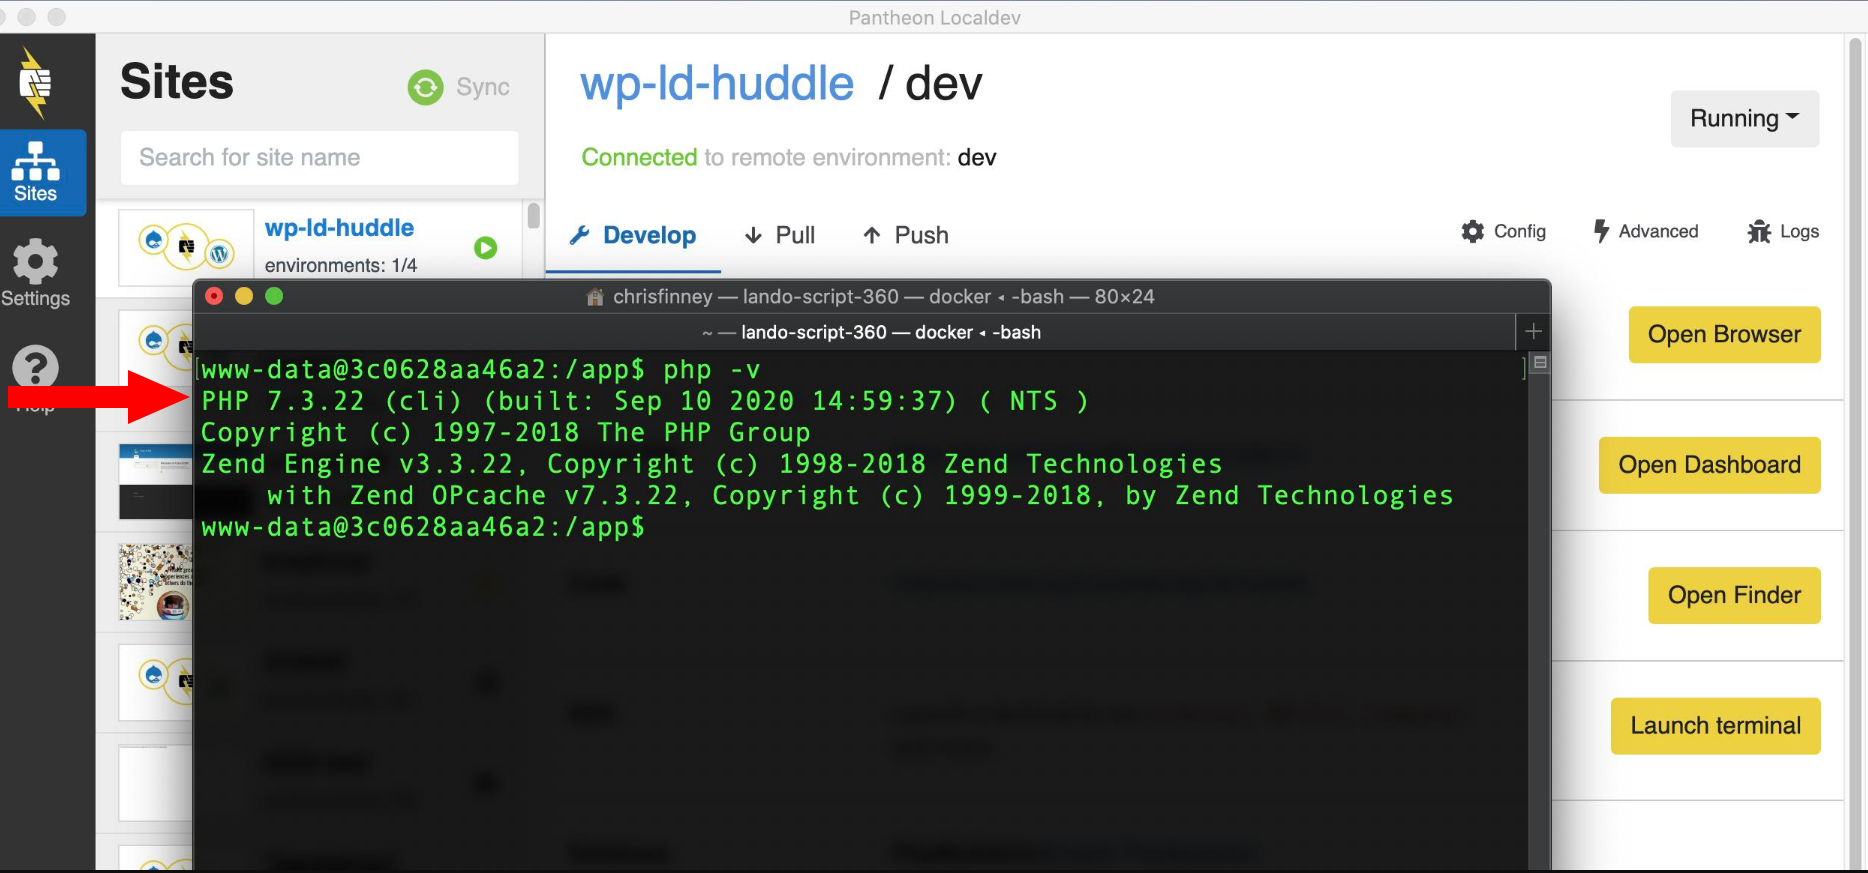 Pantheon Localdev
Sites
Sync
Search for site name
wp-ld-huddle
environments: 1/4
Sites
Settings
Help
wp-ld-huddle / dev
Connected to remote environment: dev
Running
Develop
Pull
Push
Config
Advanced
Logs
chrisfinney — lando-script-360 — docker ◂ -bash — 80×24
~ — lando-script-360 — docker ◂ -bash
www-data@3c0628aa46a2:/app$ php -v
PHP 7.3.22 (cli) (built: Sep 10 2020 14:59:37) ( NTS )
Copyright (c) 1997-2018 The PHP Group
Zend Engine v3.3.22, Copyright (c) 1998-2018 Zend Technologies
with Zend OPcache v7.3.22, Copyright (c) 1999-2018, by Zend Technologies
www-data@3c0628aa46a2:/app$
Open Browser
Open Dashboard
Open Finder
Launch terminal